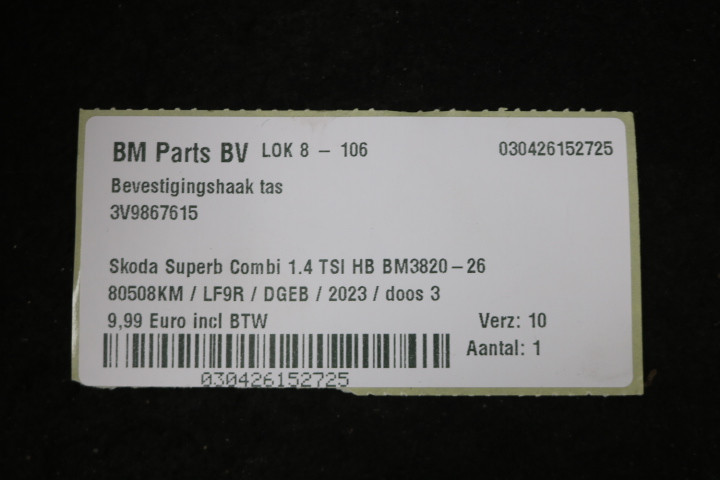 BM Parts BV LOK 8 - 106 030426152725
Bevestigingshaak tas
3V9867615
Skoda Superb Combi 1.4 TSI HB BM3820-26
80508KM / LF9R / DGEB / 2023 / doos 3
9,99 Euro incl BTW Verz: 10
Aantal: 1
030426152725